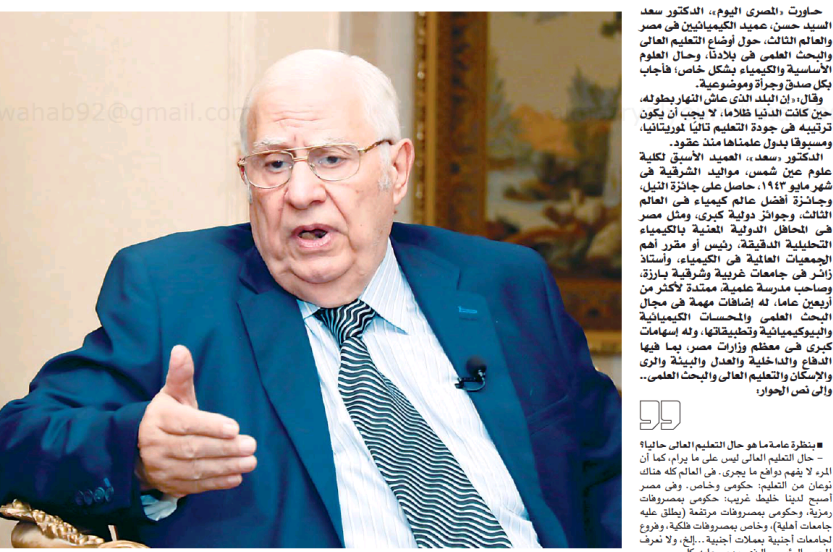 حاورت «المصرى اليوم»، الدكتور سعد
السيد حسن، عميد الكيميائيين فى مصر
والعالم الثالث، حول أوضاع التعليم العالى
والبحث العلمى فى بلادنا، وحال العلوم
الأساسية والكيمياء بشكل خاص؛ فأجاب
بكل صدق وجرأة وموضوعية.
وقال: «إن البلد الذى عاش النهار بطوله،
حين كانت الدنيا ظلاما، لا يجب أن يكون
ترتيبه فى جودة التعليم تاليًا لموريتانيا،
ومسبوقا بدول علمناها منذ عقود.
الدكتور «سعد»، العميد الأسبق لكلية
علوم عين شمس، مواليد الشرقية فى
شهر مايو ١٩٤٣، حاصل على جائزة النيل،
وجائزة أفضل عالم كيمياء فى العالم
الثالث، وجوائز دولية كبرى، ومثل مصر
فى المحافل الدولية المعنية بالكيمياء
التحليلية الدقيقة، رئيس أو مقرر أهم
الجمعيات العالمية فى الكيمياء، وأستاذ
زائر فى جامعات غربية وشرقية بارزة،
وصاحب مدرسة علمية، ممتدة لأكثر من
أربعين عاما، له إضافات مهمة فى مجال
البحث العلمى والمحسات الكيميائية
والبيوكيميائية وتطبيقاتها، وله إسهامات
كبرى فى معظم وزارات مصر، بما فيها
الدفاع والداخلية والعدل والبيئة والرى
والإسكان والتعليم العالى والبحث العلمى..
وإلى نص الحوار:
■ بنظرة عامة ما هو حال التعليم العالى حاليا؟
– حال التعليم العالى ليس على ما يرام، كما أن
المرء لا يفهم دوافع ما يجرى. فى العالم كله هناك
نوعان من التعليم: حكومى وخاص. وفى مصر
أصبح لدينا خليط غريب: حكومى بمصروفات
رمزية، وحكومى بمصروفات مرتفعة (يطلق عليه
جامعات أهلية)، وخاص بمصروفات فلكية، وفروع
لجامعات أجنبية بعملات أجنبية ...إلخ، ولا نعرف
wahab92@gmail.com